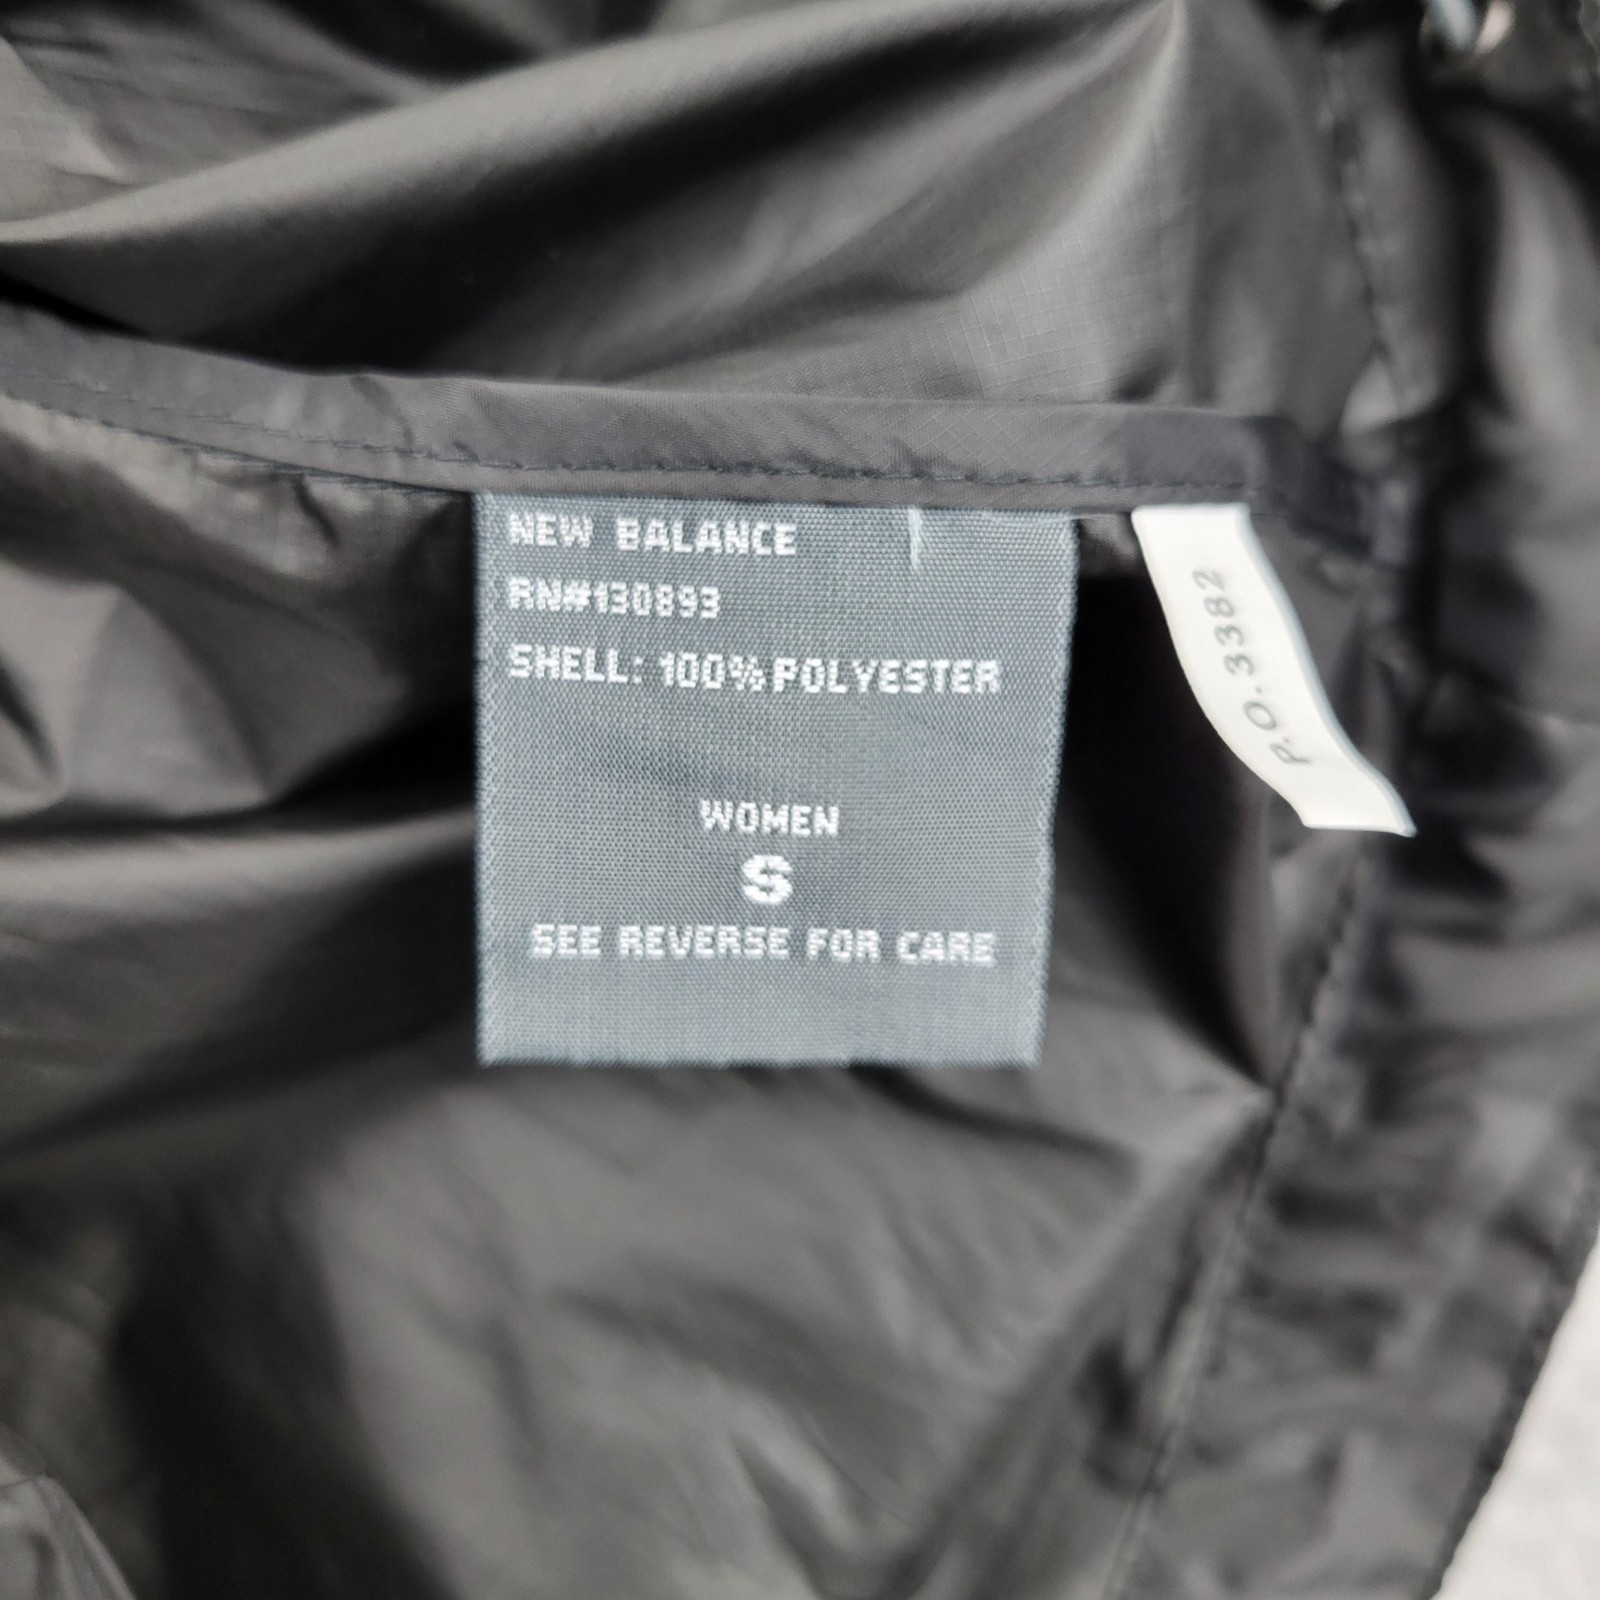 NEW BALANCE
RN#130893
SHELL: 100% POLYESTER
WOMEN
S
SEE REVERSE FOR CARE
P.O.3382